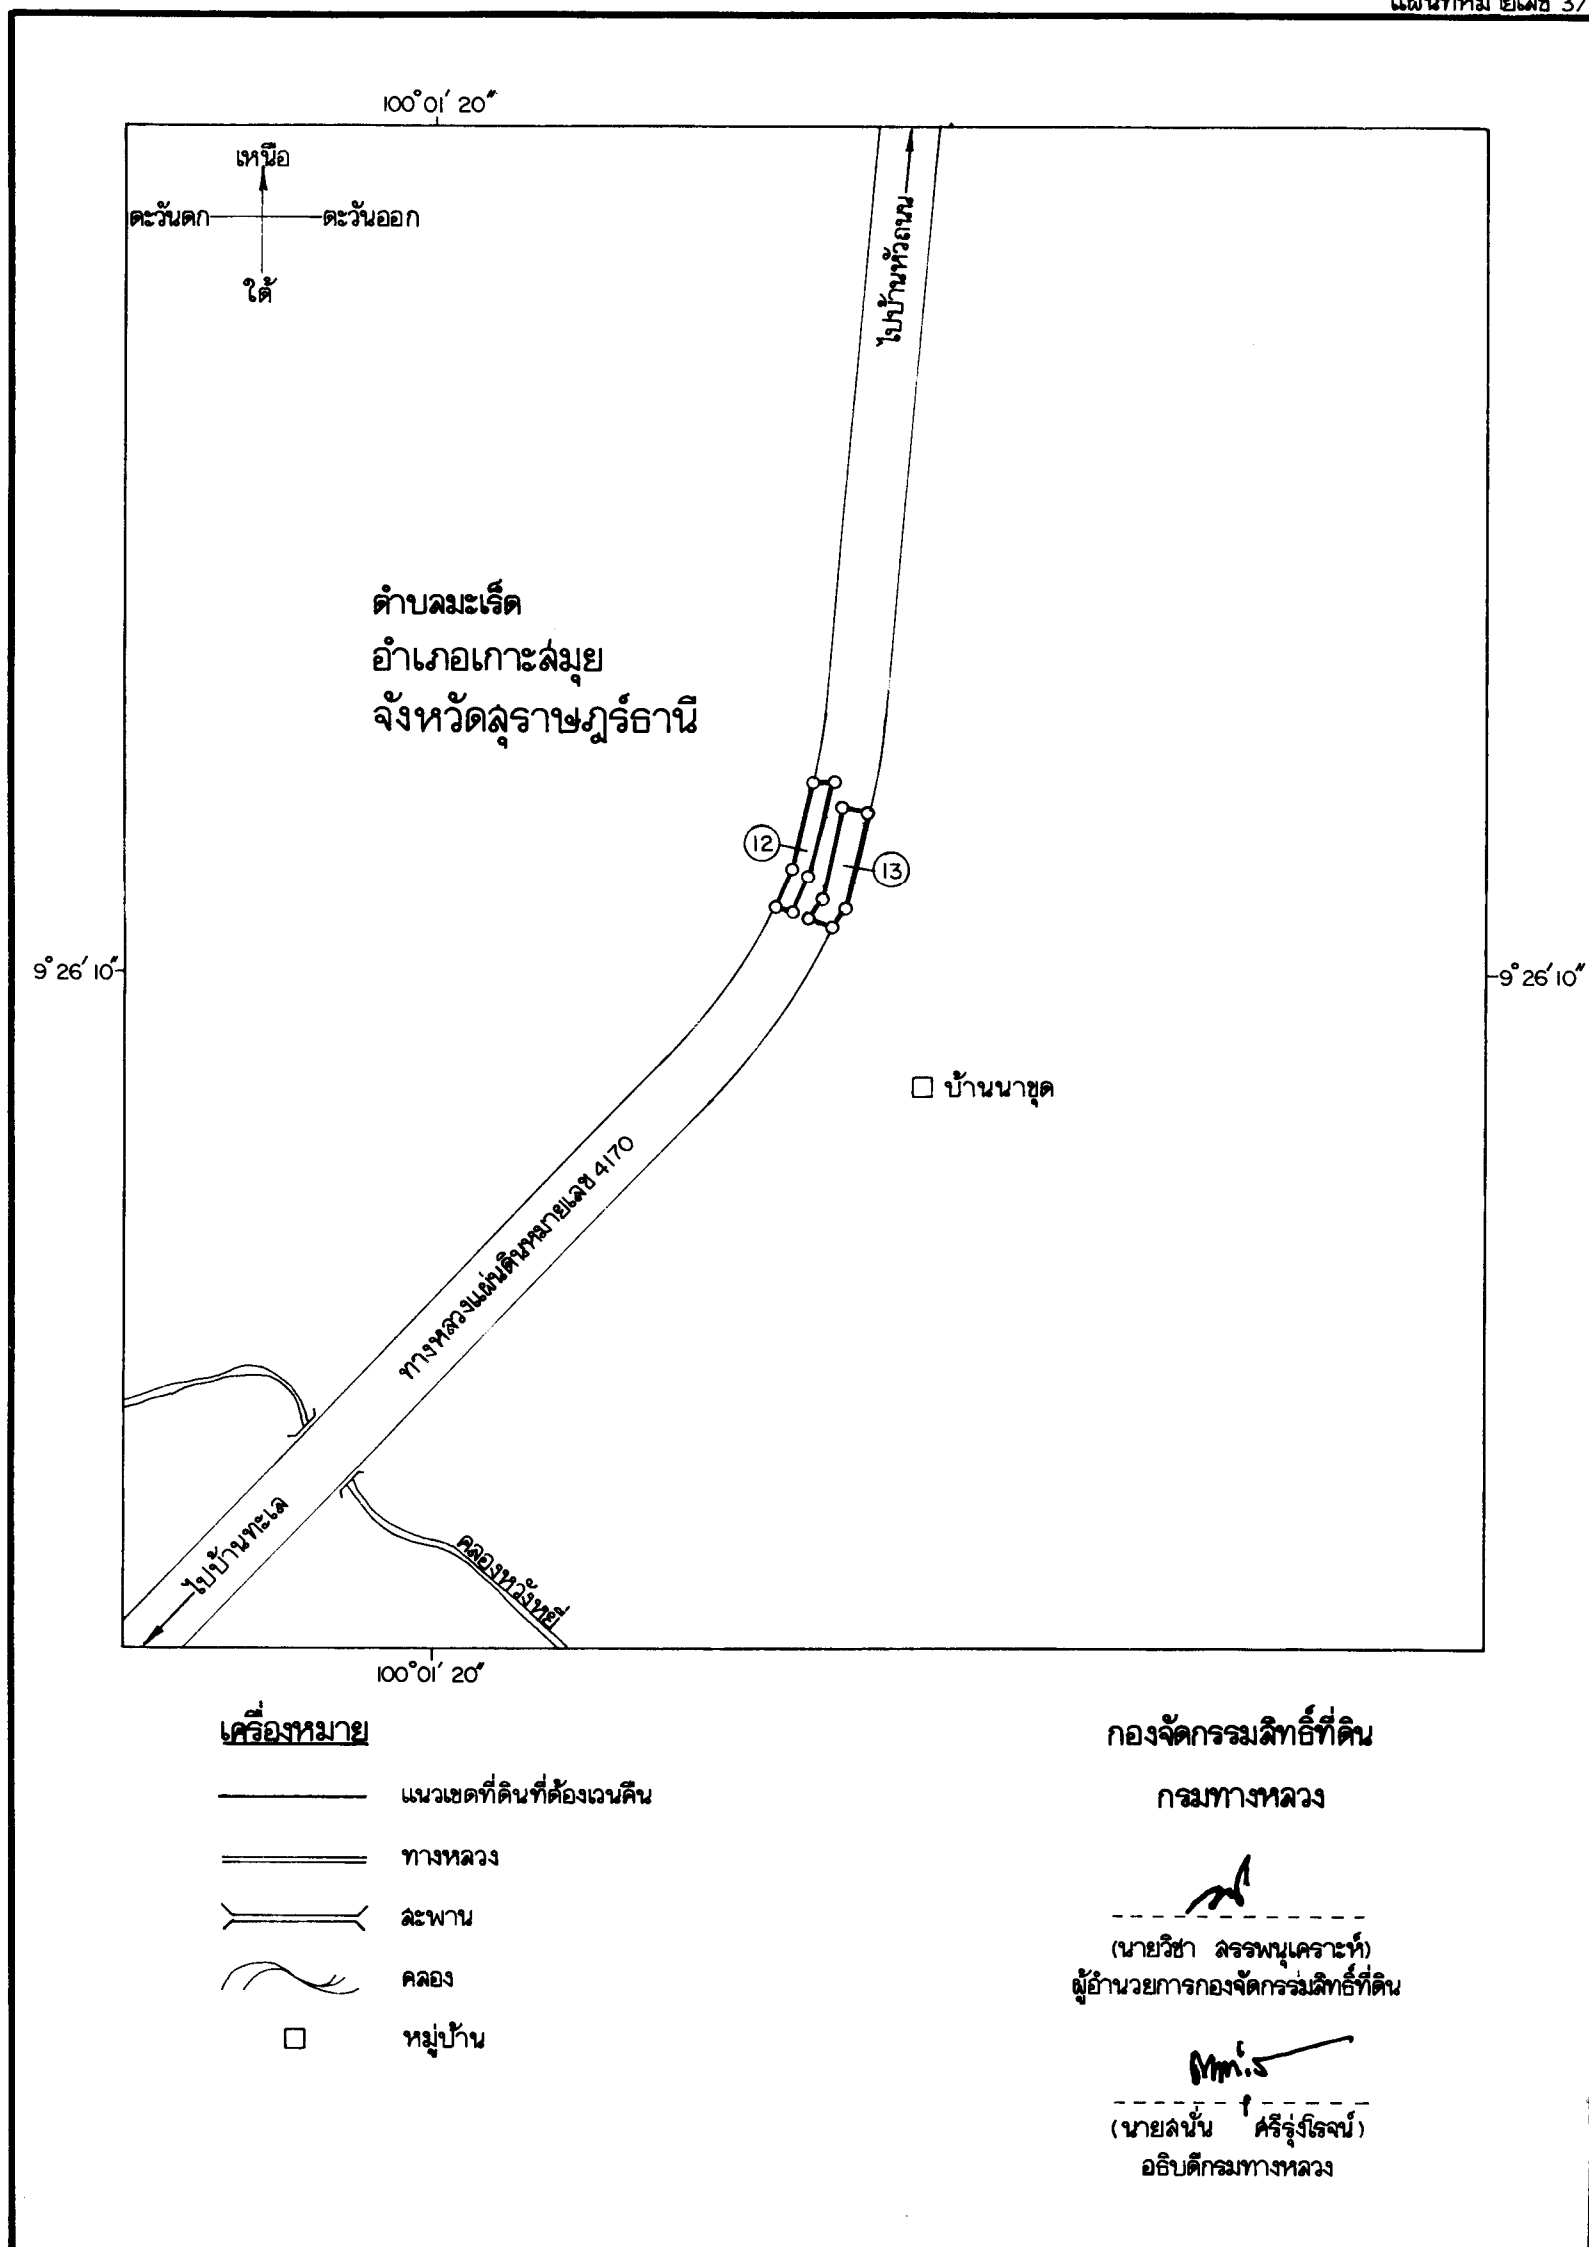 แผนที่หมายเลข 3/
100°01′ 20″
เหนือ
ตะวันตก
ตะวันออก
ใต้
ไปบ้านหัวถนน
ตำบลมะเร็ต
อำเภอเกาะสมุย
จังหวัดสุราษฎร์ธานี
12
13
9°26′10″
9°26′10″
บ้านนาขุด
ทางหลวงแผ่นดินหมายเลข 4170
ไปบ้านทะเล
คลองหวังหยี่
100°01′ 20″
เครื่องหมาย
แนวเขตที่ดินที่ต้องเวนคืน
ทางหลวง
สะพาน
คลอง
หมู่บ้าน
กองจัดกรรมสิทธิ์ที่ดิน
กรมทางหลวง
(นายวิชา สรรพนุเคราะห์)
ผู้อำนวยการกองจัดกรรมสิทธิ์ที่ดิน
(นายสนั่น ศรีรุ่งโรจน์)
อธิบดีกรมทางหลวง